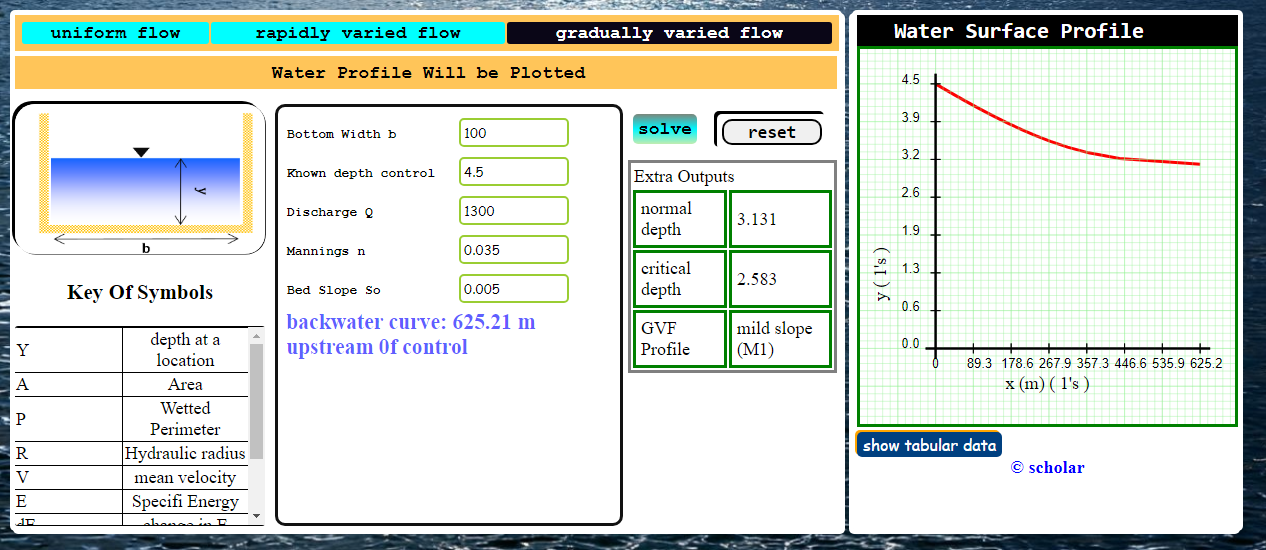 uniform flow
rapidly varied flow
gradually varied flow
Water Profile Will be Plotted
y
b
Key Of Symbols
Y depth at a location
A Area
P Wetted Perimeter
R Hydraulic radius
V mean velocity
E Specifi Energy
dE change in E
Bottom Width b 100
Known depth control 4.5
Discharge Q 1300
Mannings n 0.035
Bed Slope So 0.005
backwater curve: 625.21 m
upstream 0f control
solve
reset
Extra Outputs
normal depth 3.131
critical depth 2.583
GVF Profile mild slope (M1)
Water Surface Profile
4.5
3.9
3.2
2.6
1.9
1.3
0.6
0.0
y ( 1's )
0 89.3 178.6 267.9 357.3 446.6 535.9 625.2
x (m) ( 1's )
show tabular data
© scholar